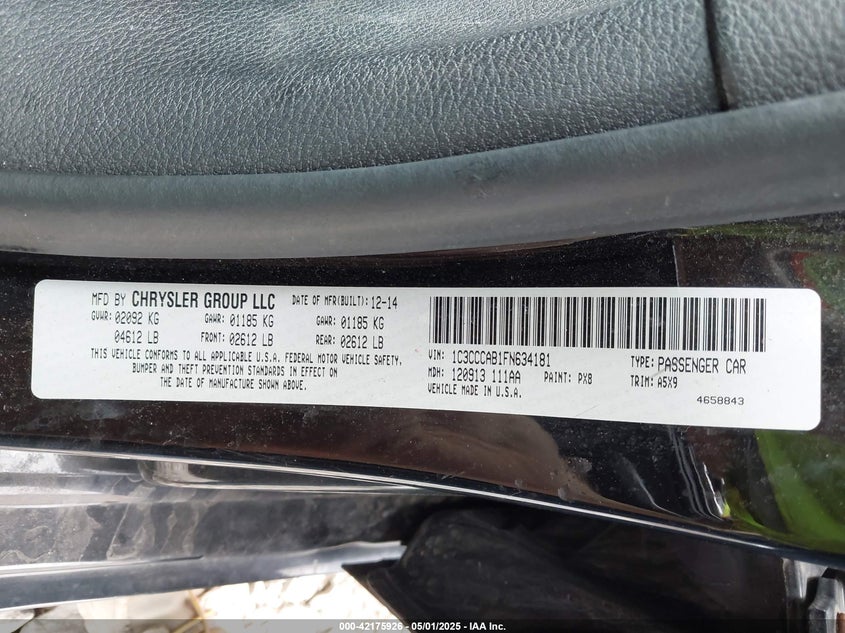 MFD BY CHRYSLER GROUP LLC DATE OF MFR(BUILT): 12-14
GVWR: 02092 KG GAWR: 01185 KG GAWR: 01185 KG
04612 LB FRONT: 02612 LB REAR: 02612 LB
THIS VEHICLE CONFORMS TO ALL APPLICABLE U.S.A. FEDERAL MOTOR VEHICLE SAFETY,
BUMPER AND THEFT PREVENTION STANDARDS IN EFFECT ON
THE DATE OF MANUFACTURE SHOWN ABOVE.
VIN: 1C3CCCAB1FN634181 TYPE: PASSENGER CAR
MDH: 120913 111AA PAINT: PX8 TRIM: A5X9
VEHICLE MADE IN U.S.A.
4658843
000-42175926 - 05/01/2025 - IAA Inc.